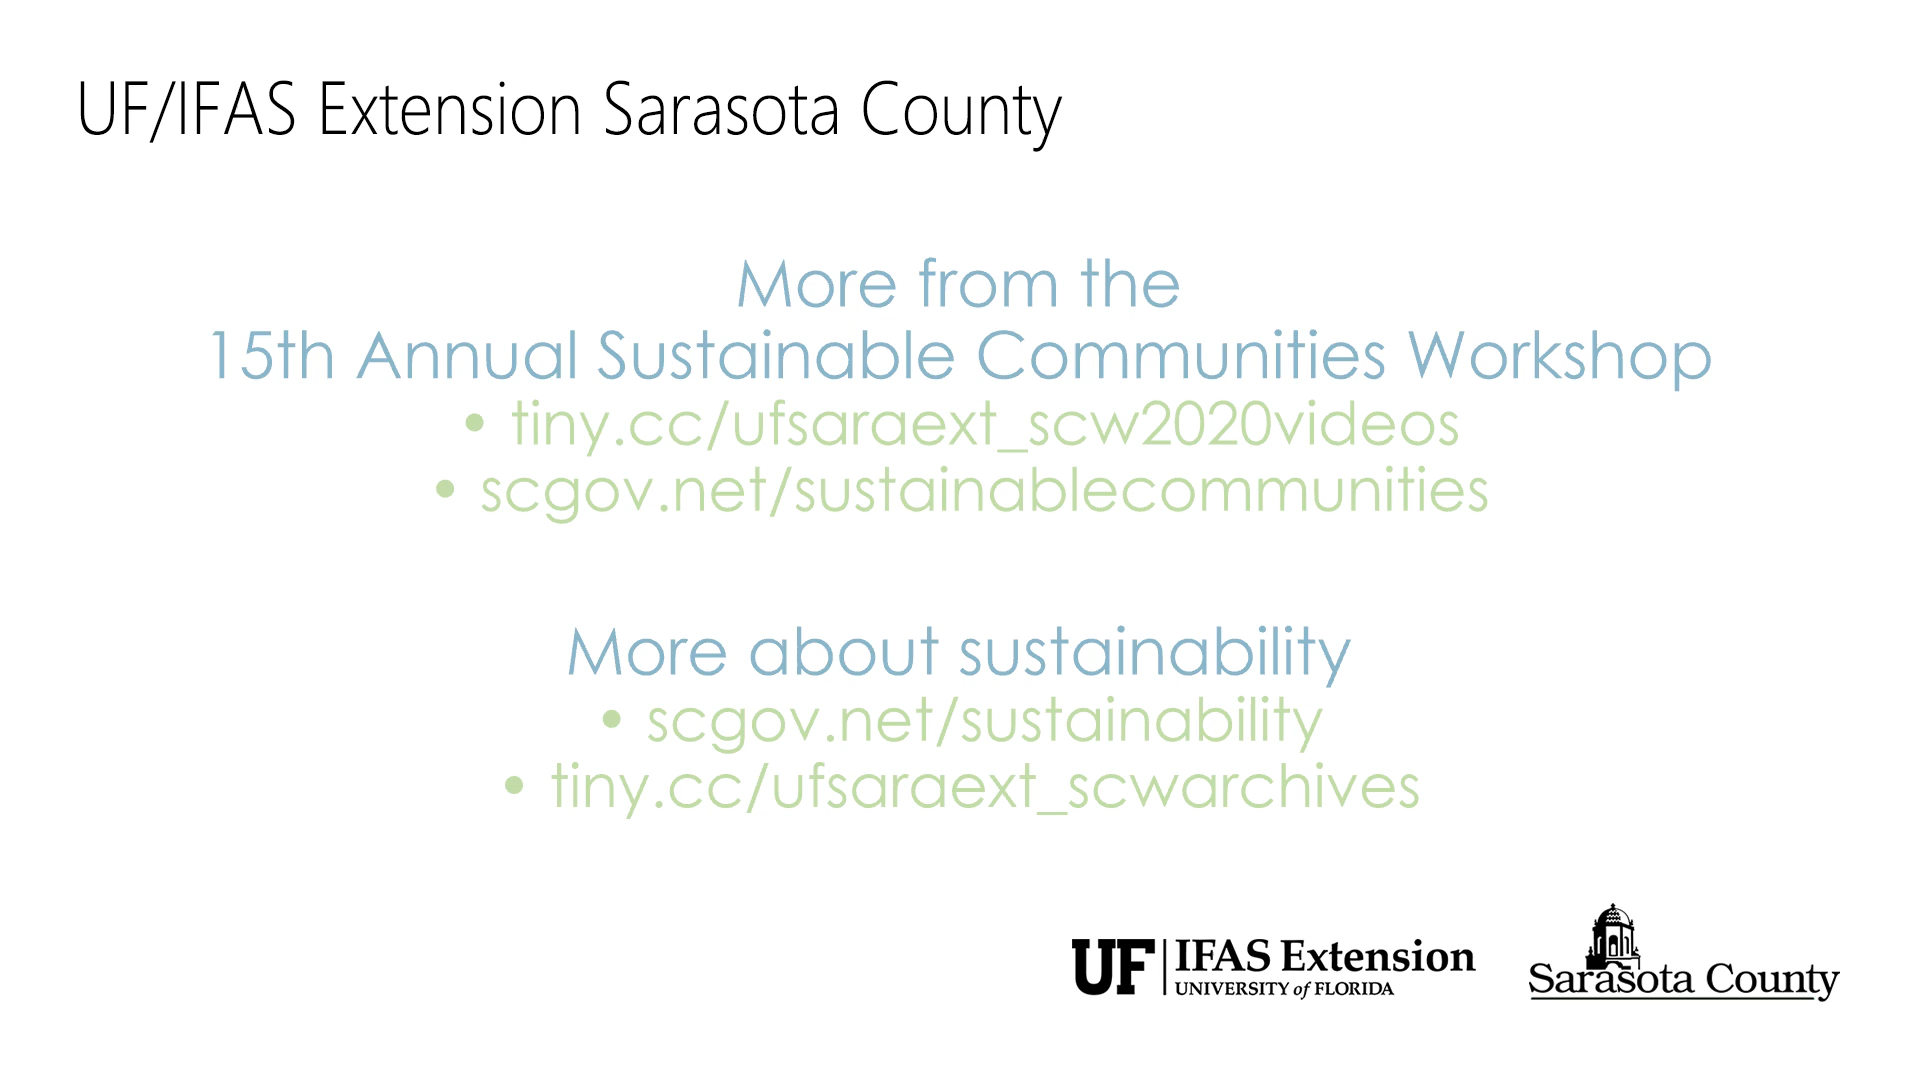 UF/IFAS Extension Sarasota County
More from the
15th Annual Sustainable Communities Workshop
• tiny.cc/ufsaraext_scw2020videos
• scgov.net/sustainablecommunities
More about sustainability
• scgov.net/sustainability
• tiny.cc/ufsaraext_scwarchives
UF IFAS Extension
UNIVERSITY of FLORIDA
Sarasota County